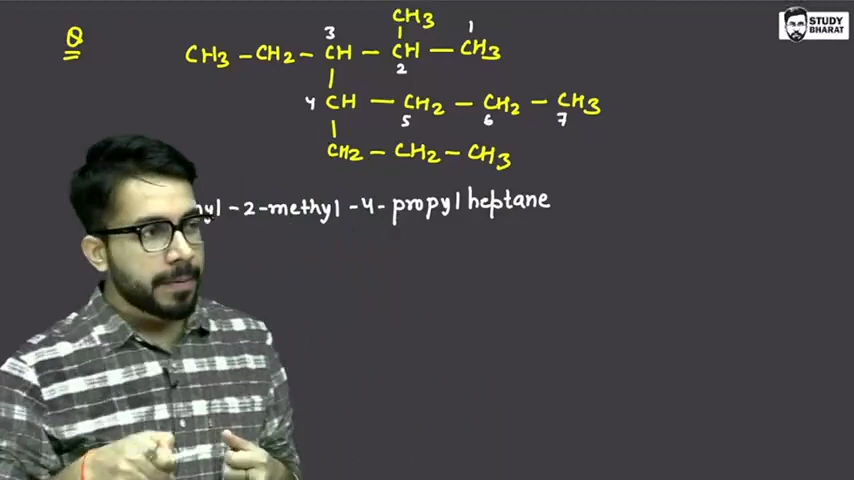 Q
CH3
3 1
CH3 - CH2 - CH - CH - CH3
2
4 CH - CH2 - CH2 - CH3
5 6 7
CH2 - CH2 - CH3
-2-methyl-4-propyl heptane
STUDY
BHARAT